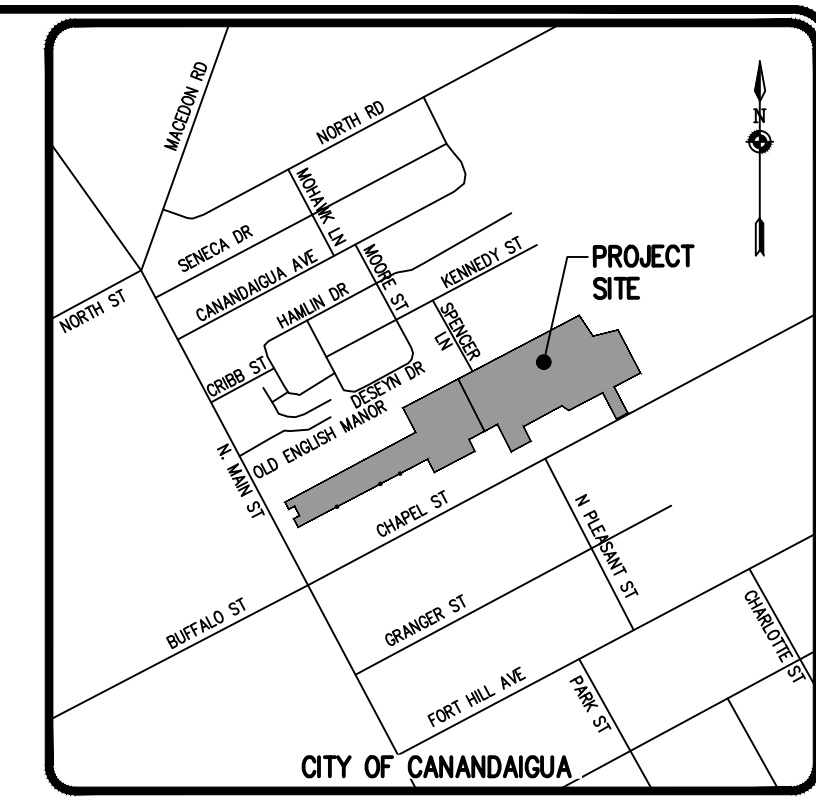 MACEDON RD
NORTH RD
N
MOHAWK LN
SENECA DR
CANANDAIGUA AVE
MOORE ST
KENNEDY ST
PROJECT
SITE
NORTH ST
HAMLIN DR
SPENCER
LN
CRIBB ST
DESEYN DR
OLD ENGLISH MANOR
N. MAIN ST
CHAPEL ST
N PLEASANT ST
BUFFALO ST
GRANGER ST
CHARLOTTE ST
FORT HILL AVE
PARK ST
CITY OF CANANDAIGUA